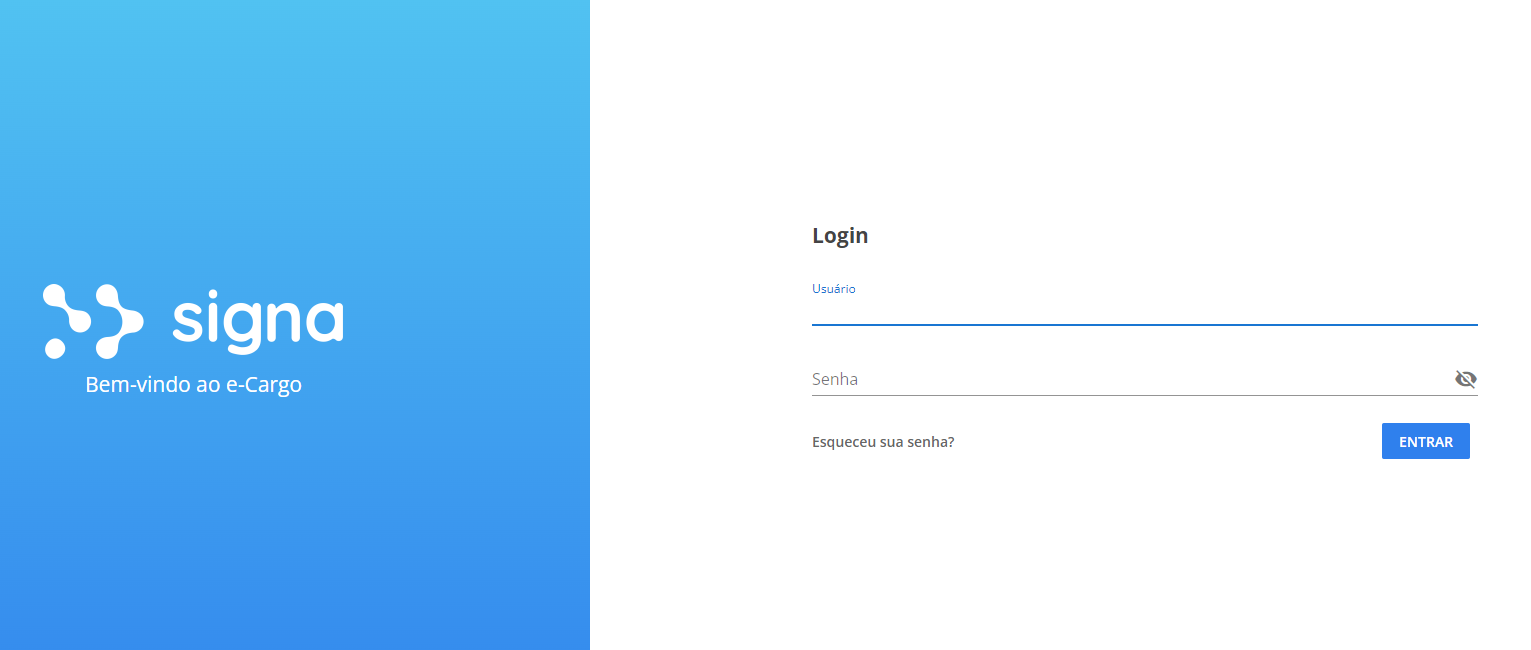 signa
Bem-vindo ao e-Cargo
Login
Usuário
Senha
Esqueceu sua senha?
ENTRAR